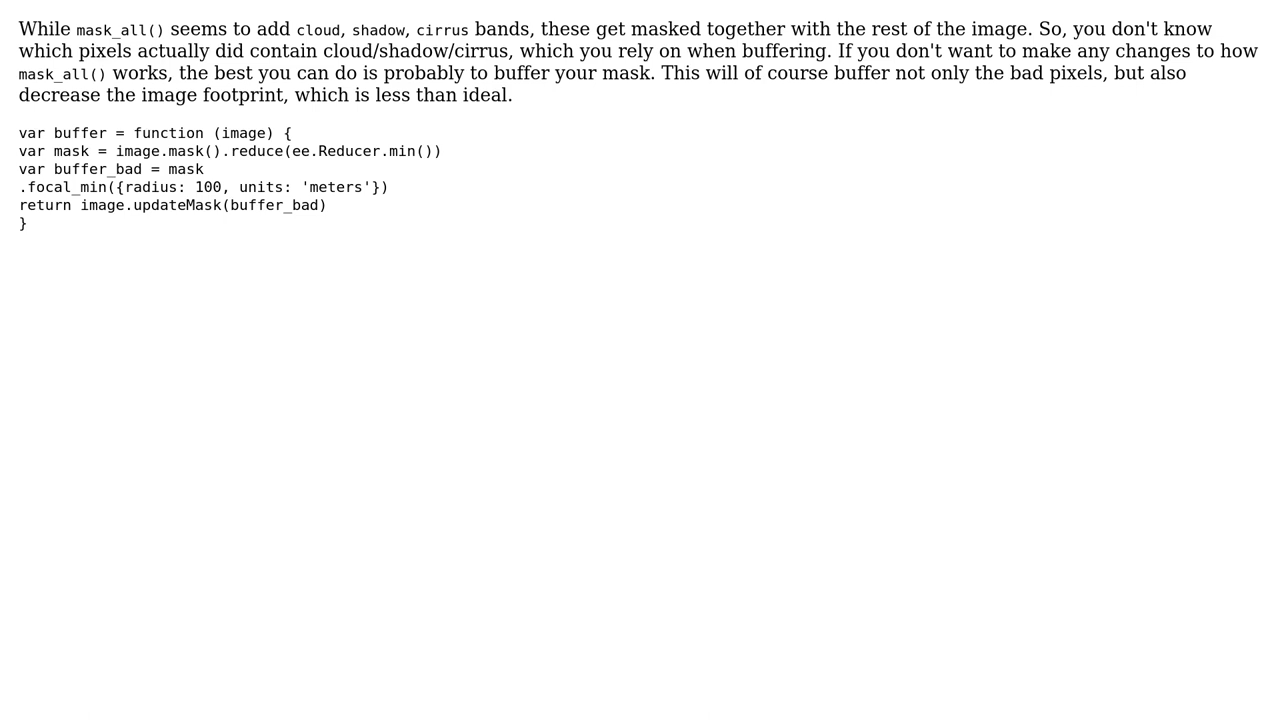 While mask_all() seems to add cloud, shadow, cirrus bands, these get masked together with the rest of the image. So, you don't know
which pixels actually did contain cloud/shadow/cirrus, which you rely on when buffering. If you don't want to make any changes to how
mask_all() works, the best you can do is probably to buffer your mask. This will of course buffer not only the bad pixels, but also
decrease the image footprint, which is less than ideal.
var buffer = function (image) {
var mask = image.mask().reduce(ee.Reducer.min())
var buffer_bad = mask
.focal_min({radius: 100, units: 'meters'})
return image.updateMask(buffer_bad)
}